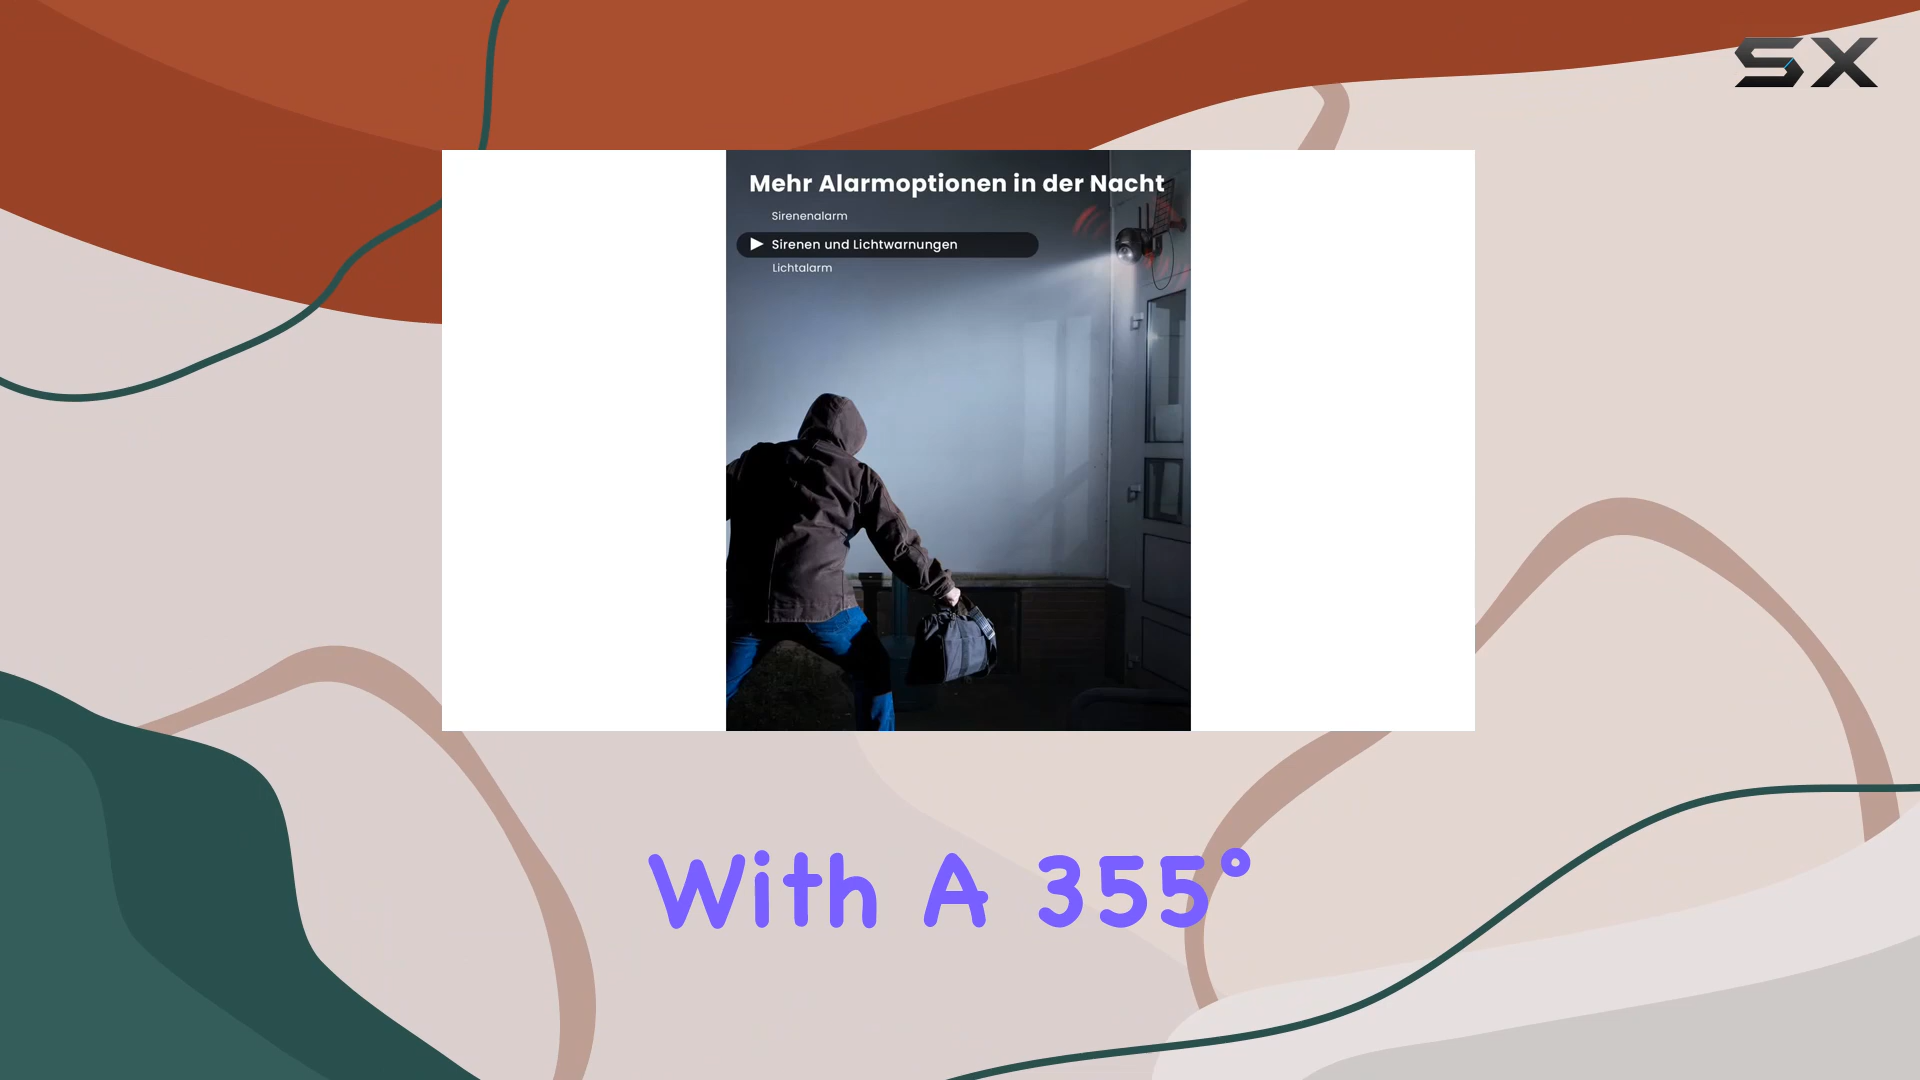 SX
Mehr Alarmoptionen in der Nacht
Sirenenalarm
Sirenen und Lichtwarnungen
Lichtalarm
With A 355°